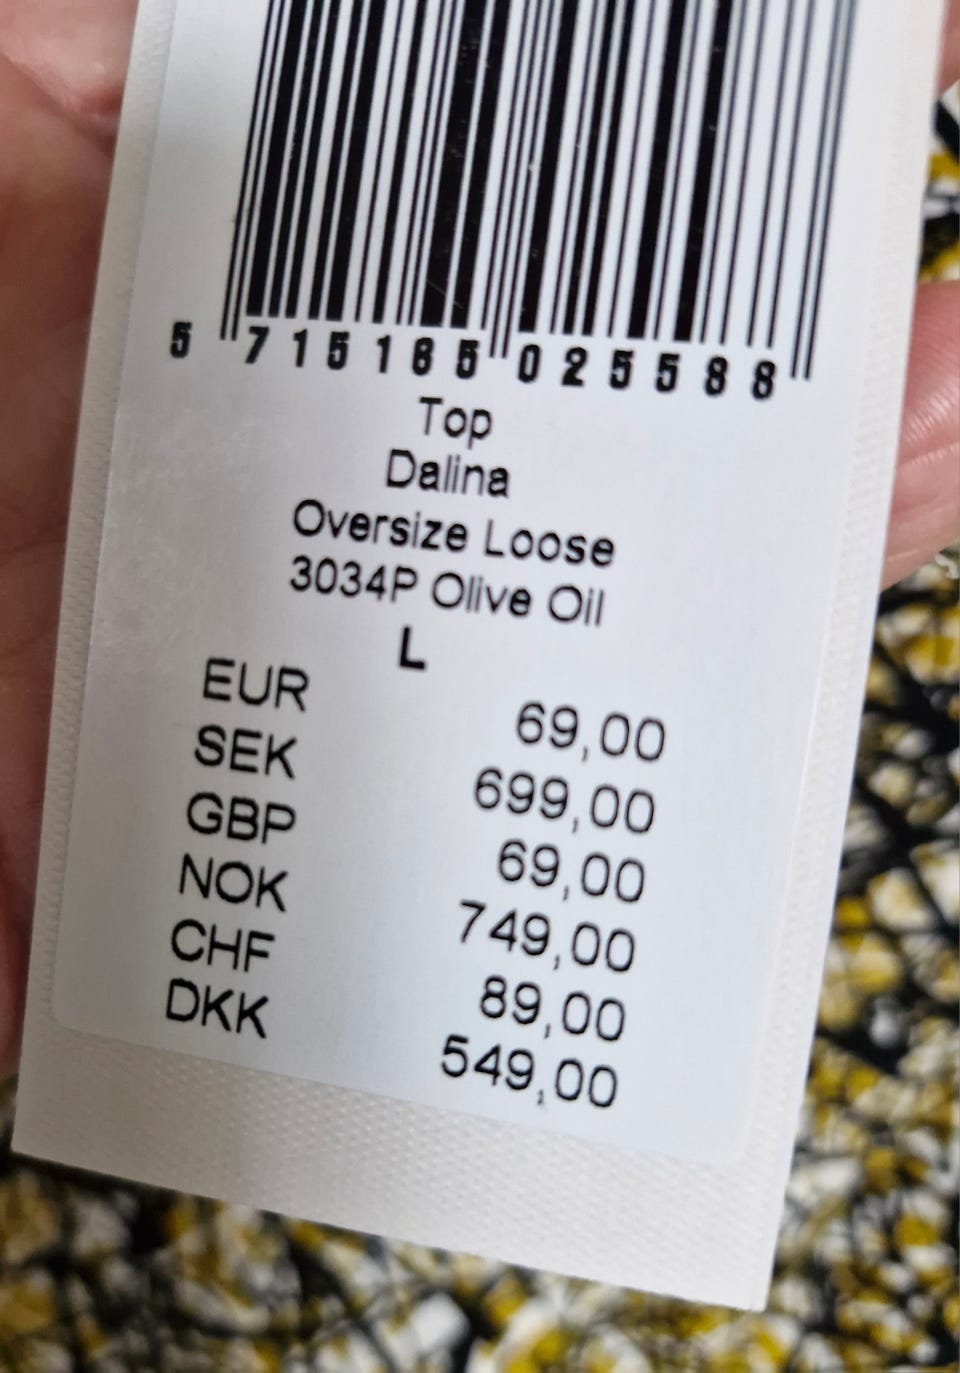 5 715165 025588
Top
Dalina
Oversize Loose
3034P Olive Oil
L
EUR 69,00
SEK 699,00
GBP 69,00
NOK 749,00
CHF 89,00
DKK 549,00